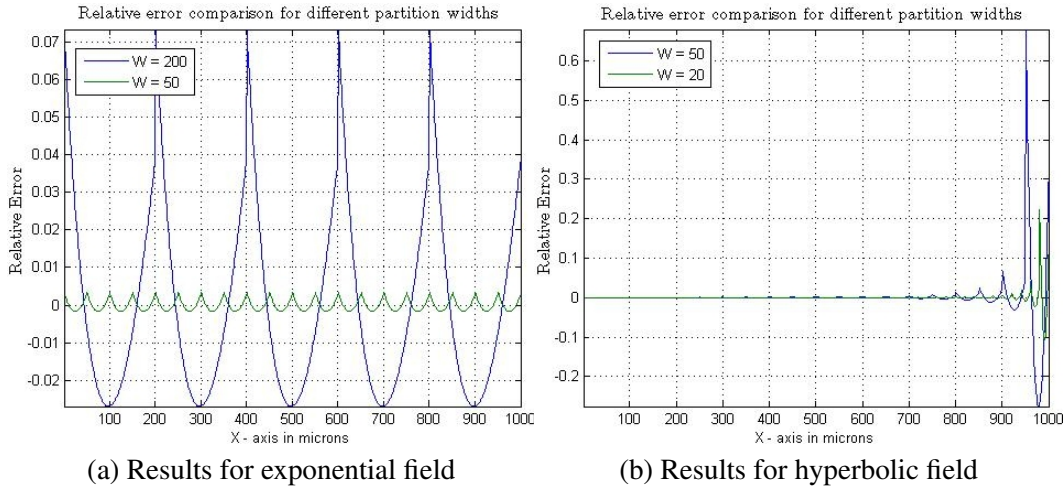 Relative error comparison for different partition widths
0.07
0.06
0.05
0.04
0.03
0.02
0.01
0
-0.01
-0.02
Relative Error
W = 200
W = 50
100 200 300 400 500 600 700 800 900 1000
X - axis in microns
(a) Results for exponential field
Relative error comparison for different partition widths
0.6
0.5
0.4
0.3
0.2
0.1
0
-0.1
-0.2
Relative Error
W = 50
W = 20
100 200 300 400 500 600 700 800 900 1000
X - axis in microns
(b) Results for hyperbolic field